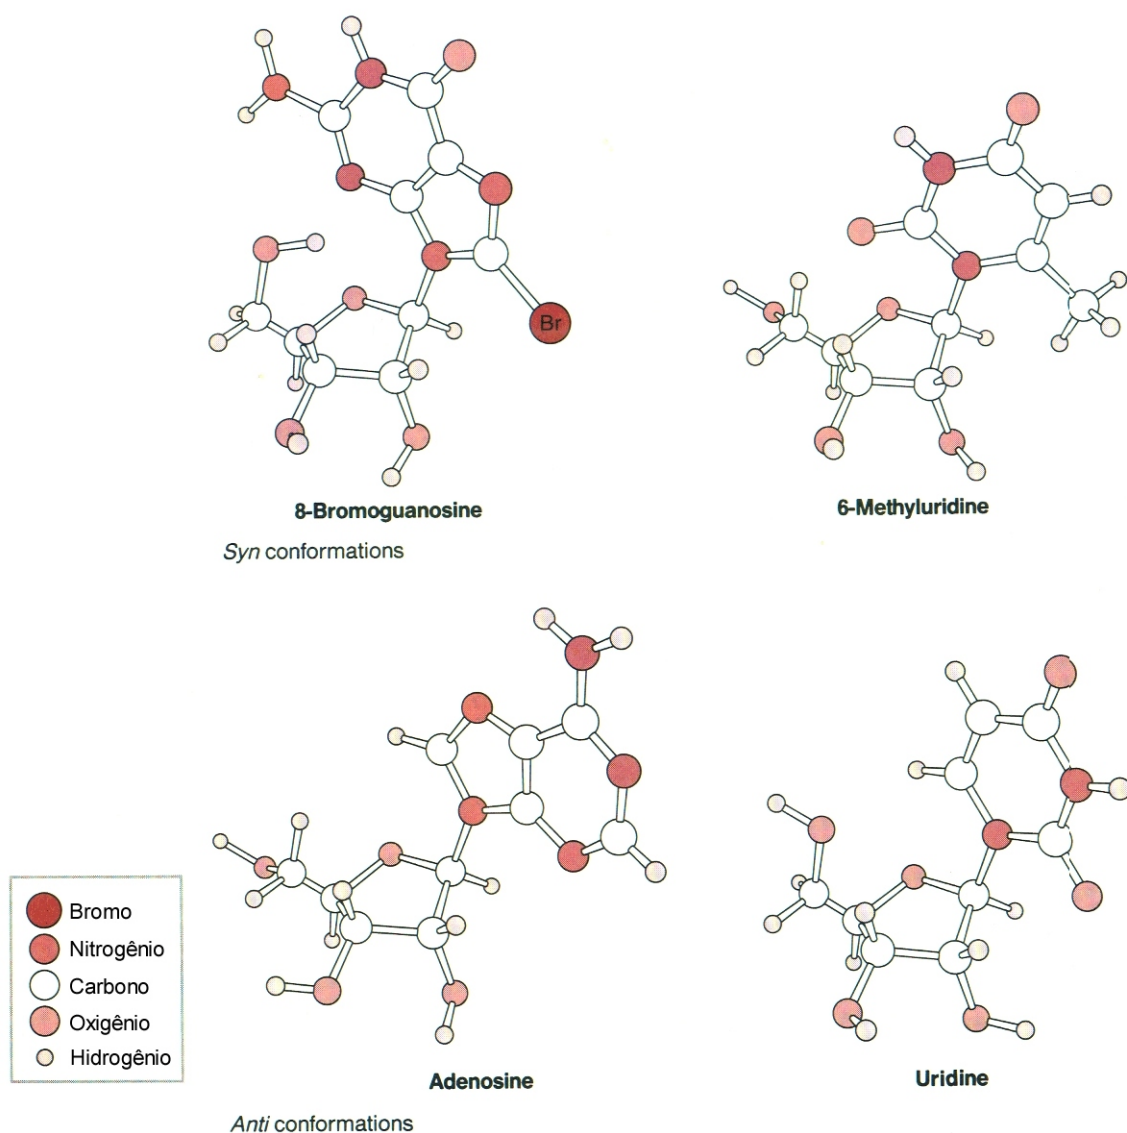 Br
8-Bromoguanosine
6-Methyluridine
Syn conformations
Bromo
Nitrogênio
Carbono
Oxigênio
Hidrogênio
Adenosine
Uridine
Anti conformations